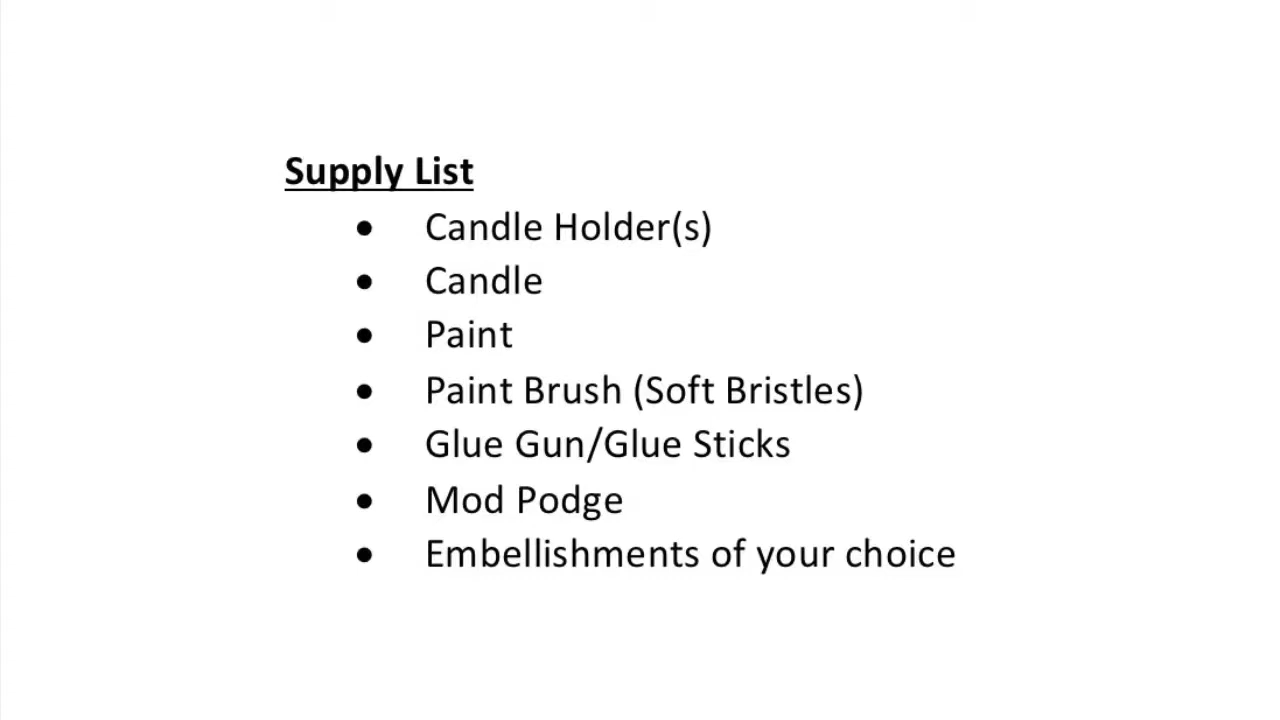 Supply List
• Candle Holder(s)
• Candle
• Paint
• Paint Brush (Soft Bristles)
• Glue Gun/Glue Sticks
• Mod Podge
• Embellishments of your choice